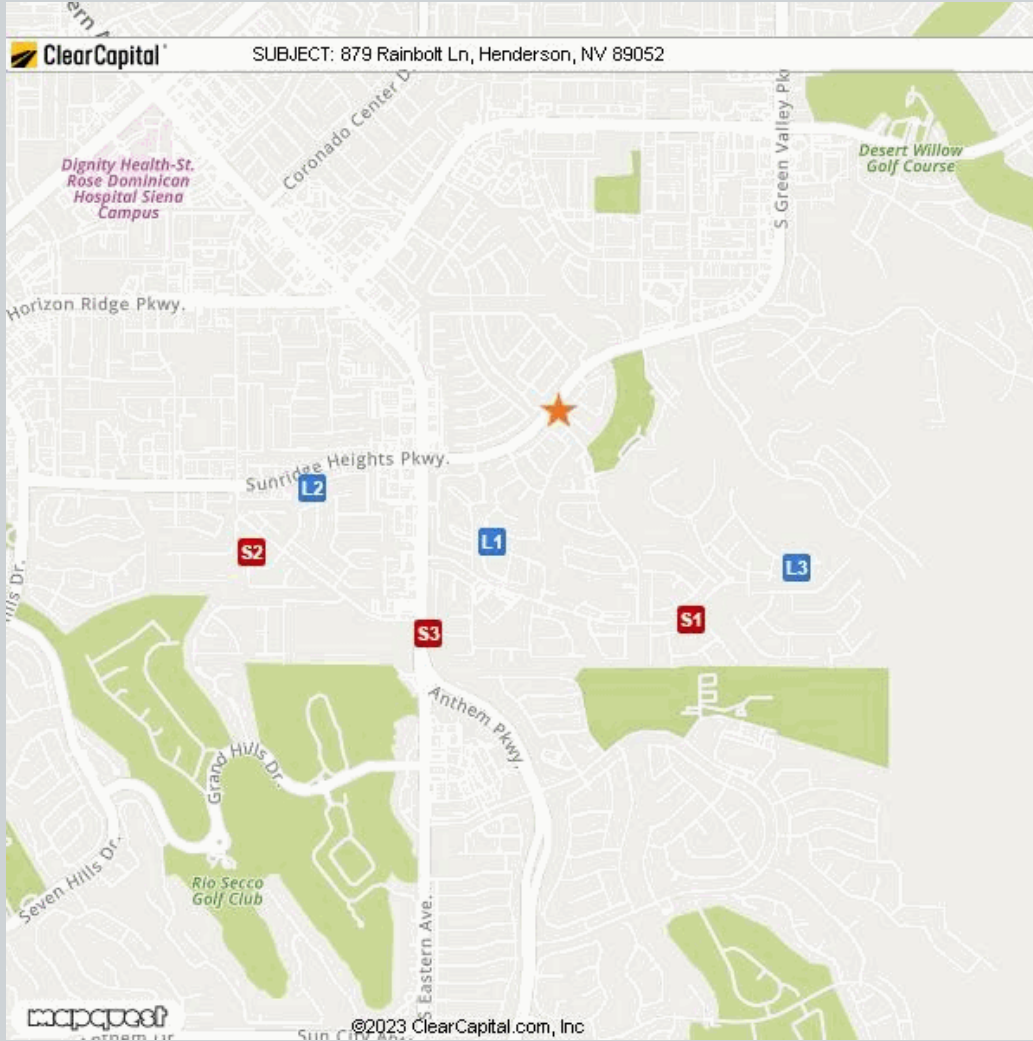 ClearCapital
SUBJECT: 879 Rainbolt Ln, Henderson, NV 89052
Coronado Center D
S Green Valley Pk
Dignity Health-St.
Rose Dominican
Hospital Siena
Campus
Desert Willow
Golf Course
Horizon Ridge Pkwy.
Sunridge Heights Pkwy.
L2
L1
S2
L3
S1
S3
Anthem Pkwy.
Grand Hills Dr.
Seven Hills Dr.
Rio Secco
Golf Club
S Eastern Ave.
mapquest
©2023 ClearCapital.com, Inc